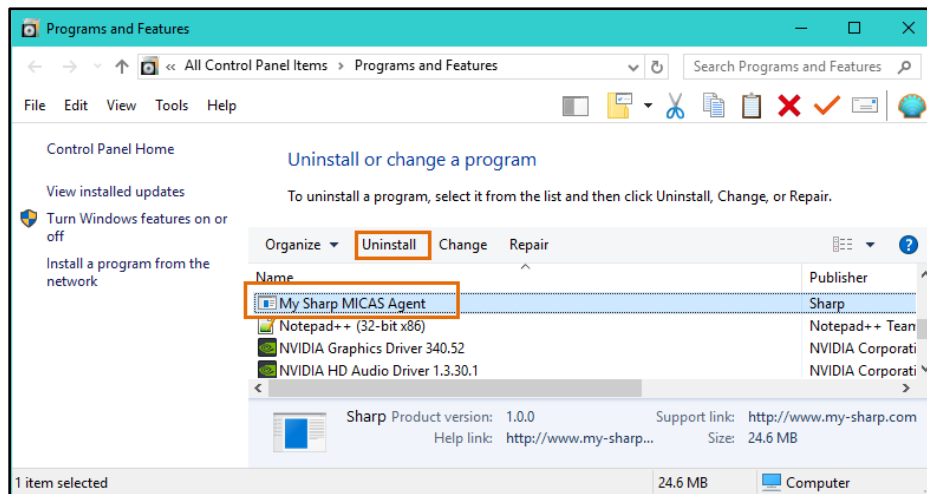 Programs and Features
« All Control Panel Items > Programs and Features
Search Programs and Features
File Edit View Tools Help
Control Panel Home
View installed updates
Turn Windows features on or
off
Install a program from the
network
Uninstall or change a program
To uninstall a program, select it from the list and then click Uninstall, Change, or Repair.
Organize Uninstall Change Repair
Name Publisher
My Sharp MICAS Agent Sharp
Notepad++ (32-bit x86) Notepad++ Team
NVIDIA Graphics Driver 340.52 NVIDIA Corporati
NVIDIA HD Audio Driver 1.3.30.1 NVIDIA Corporati
Sharp Product version: 1.0.0 Support link: http://www.my-sharp.com
Help link: http://www.my-sharp... Size: 24.6 MB
1 item selected 24.6 MB Computer